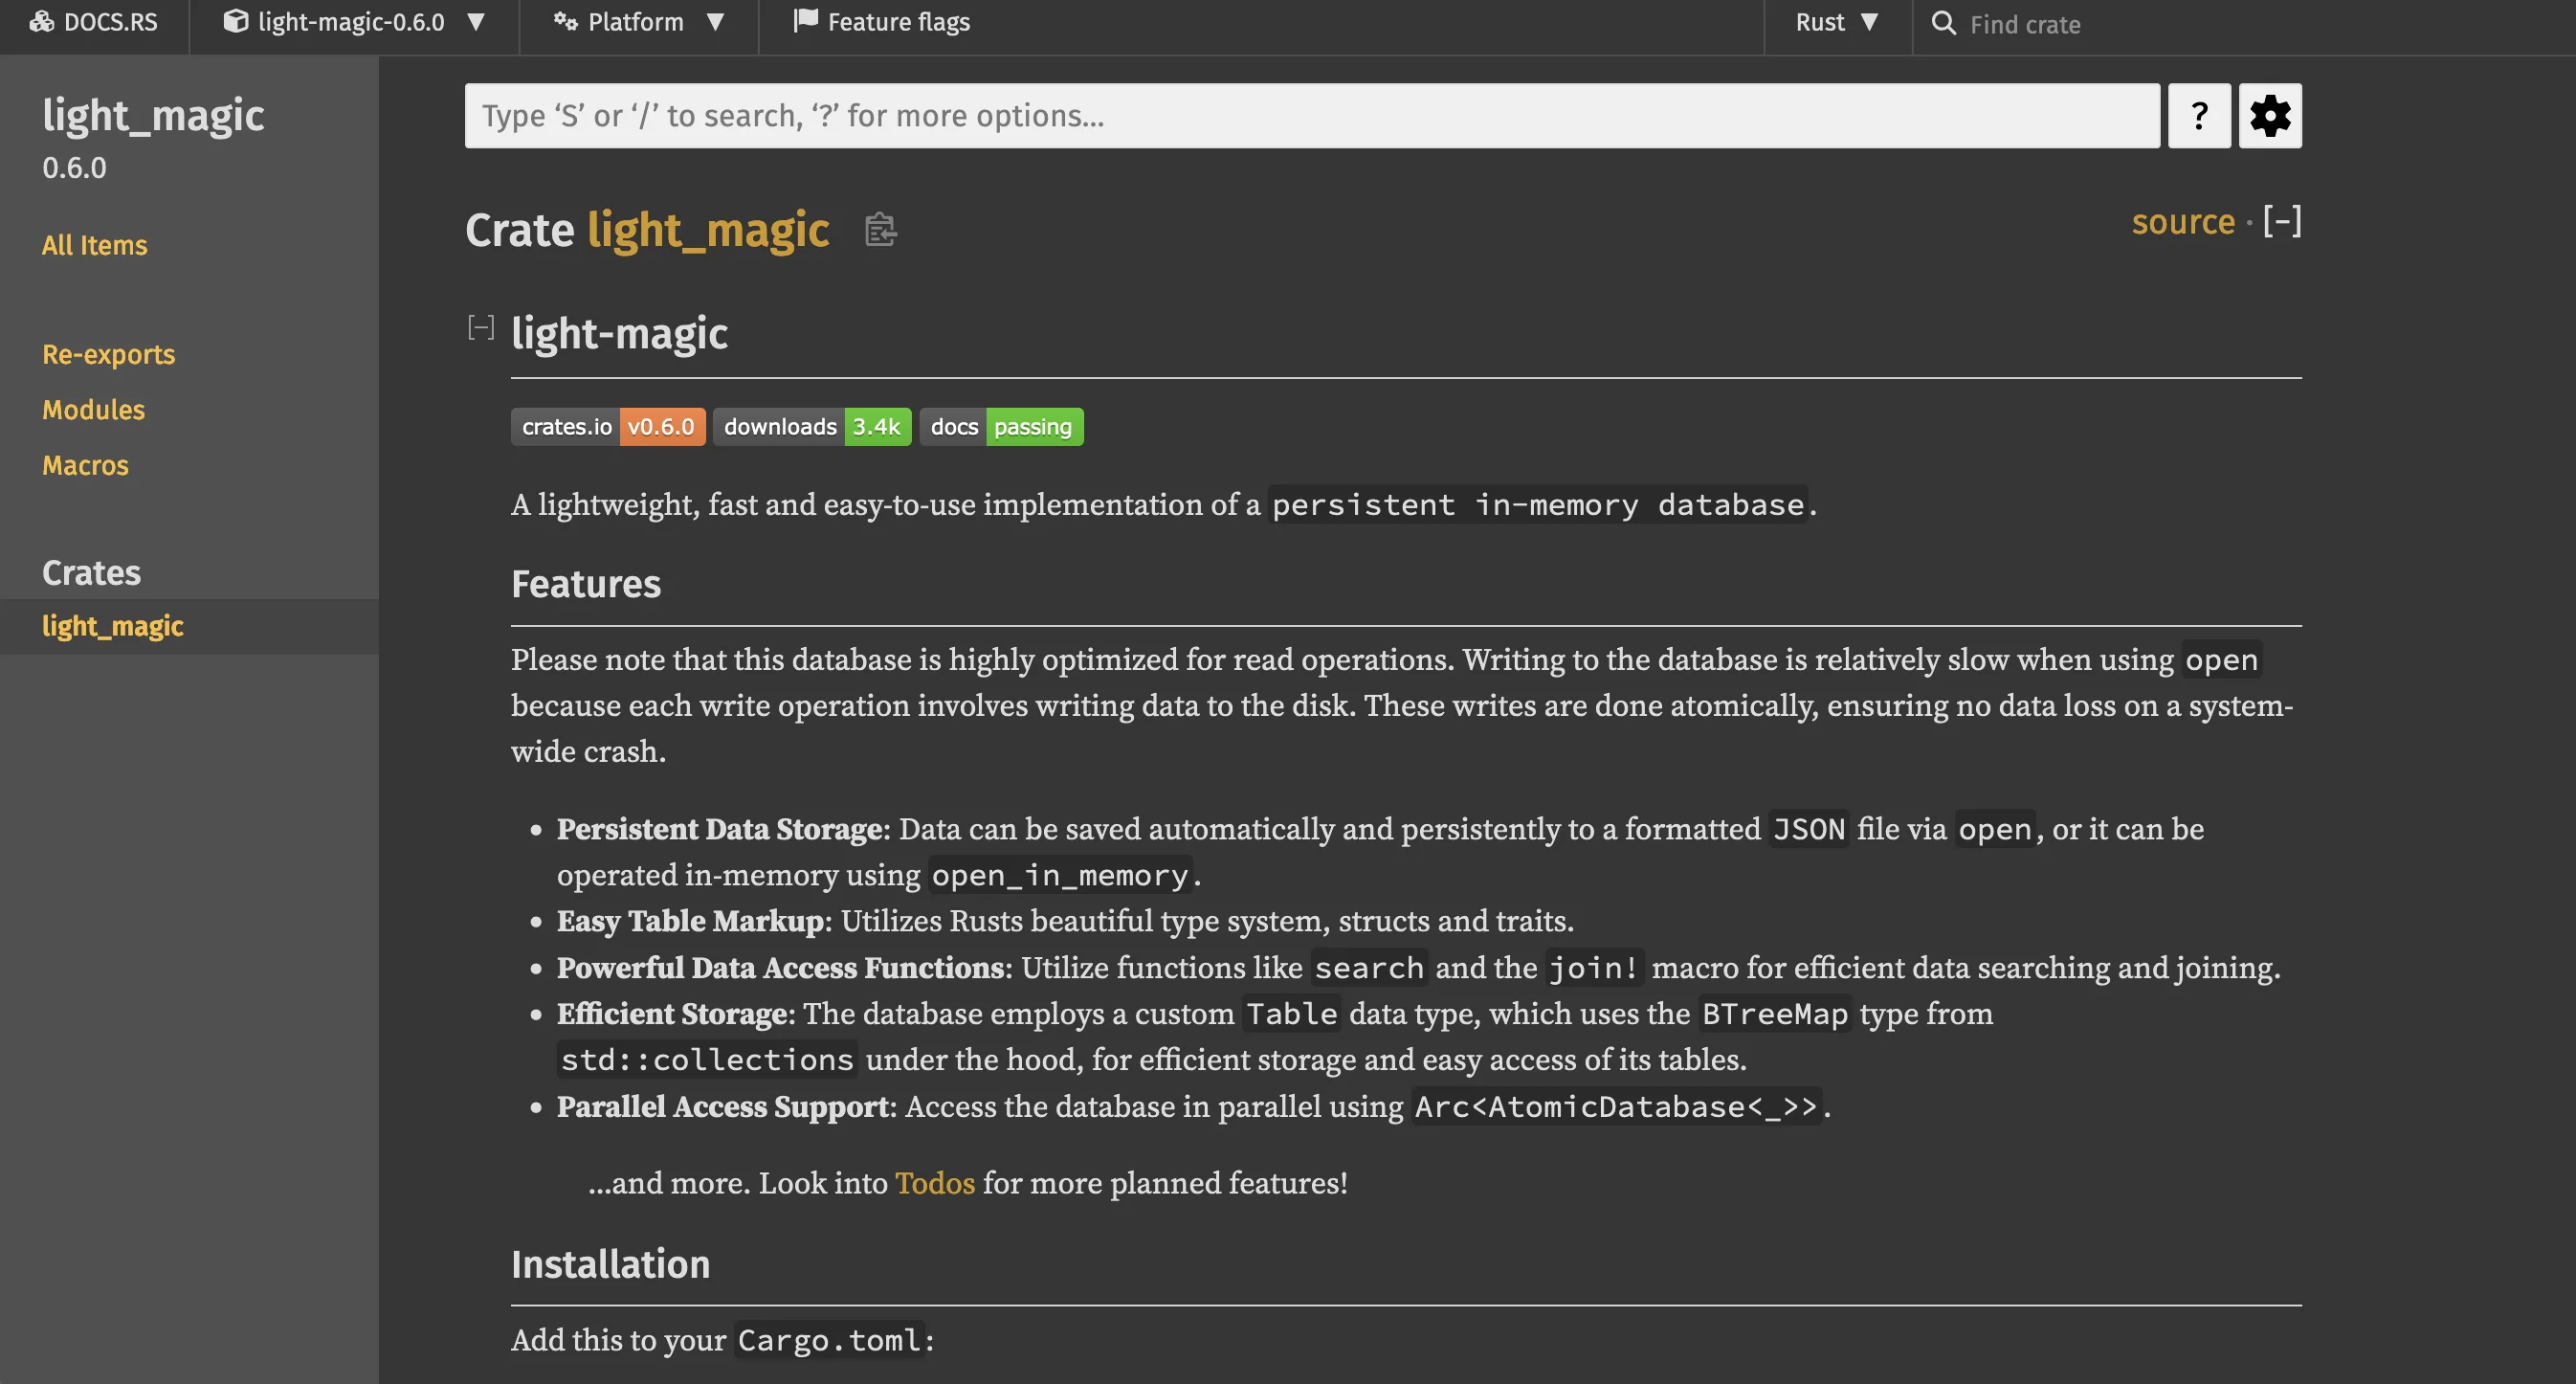 DOCS.RS
light-magic-0.6.0 ▼
Platform ▼
Feature flags
Rust ▼
Find crate
light_magic
0.6.0
All Items
Re-exports
Modules
Macros
Crates
light_magic
Type ‘S’ or ‘/’ to search, ‘?’ for more options…
?
Crate light_magic
source · [-]
[-] light-magic
crates.io v0.6.0 downloads 3.4k docs passing
A lightweight, fast and easy-to-use implementation of a persistent in-memory database.
Features
Please note that this database is highly optimized for read operations. Writing to the database is relatively slow when using open
because each write operation involves writing data to the disk. These writes are done atomically, ensuring no data loss on a system-
wide crash.
• Persistent Data Storage: Data can be saved automatically and persistently to a formatted JSON file via open, or it can be
operated in-memory using open_in_memory.
• Easy Table Markup: Utilizes Rusts beautiful type system, structs and traits.
• Powerful Data Access Functions: Utilize functions like search and the join! macro for efficient data searching and joining.
• Efficient Storage: The database employs a custom Table data type, which uses the BTreeMap type from
std::collections under the hood, for efficient storage and easy access of its tables.
• Parallel Access Support: Access the database in parallel using Arc<AtomicDatabase<_>>.
…and more. Look into Todos for more planned features!
Installation
Add this to your Cargo.toml: